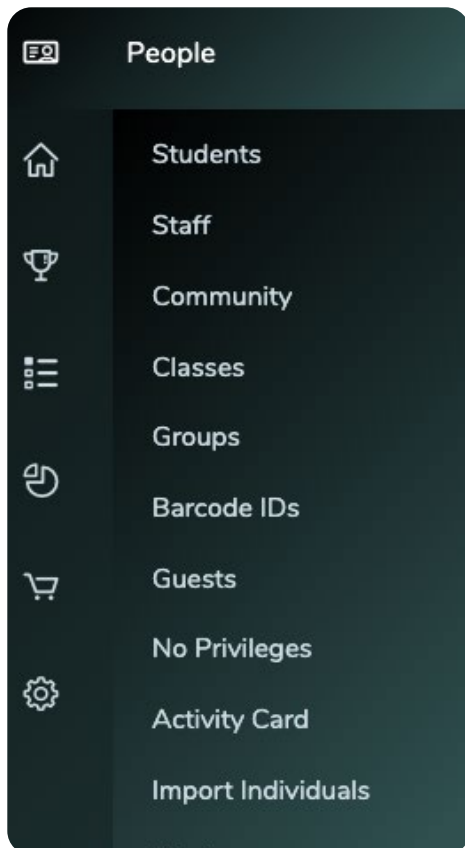 People
Students
Staff
Community
Classes
Groups
Barcode IDs
Guests
No Privileges
Activity Card
Import Individuals